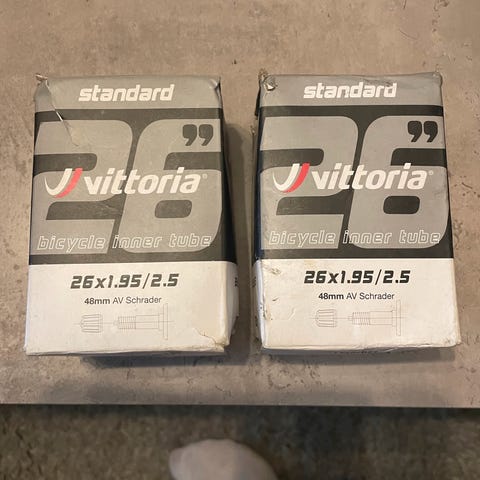 standard
26”
vittoria®
bicycle inner tube
26x1.95/2.5
48mm AV Schrader
standard
26”
vittoria®
bicycle inner tube
26x1.95/2.5
48mm AV Schrader